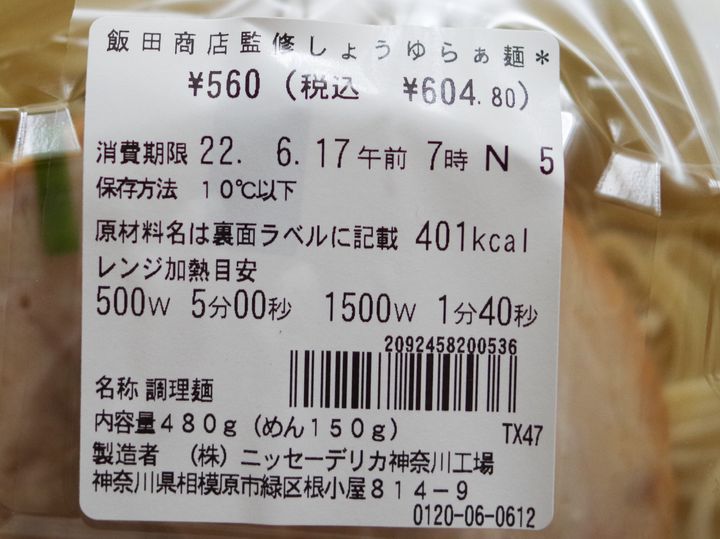 飯田商店監修しょうゆらぁ麺*
¥560 (税込 ¥604.80)
消費期限 22. 6.17午前 7時 N 5
保存方法 10℃以下
原材料名は裏面ラベルに記載 401kcal
レンジ加熱目安
500W 5分00秒 1500W 1分40秒
2092458200536
名称 調理麺
内容量480g(めん150g) TX47
製造者 (株)ニッセーデリカ神奈川工場
神奈川県相模原市緑区根小屋814-9
0120-06-0612